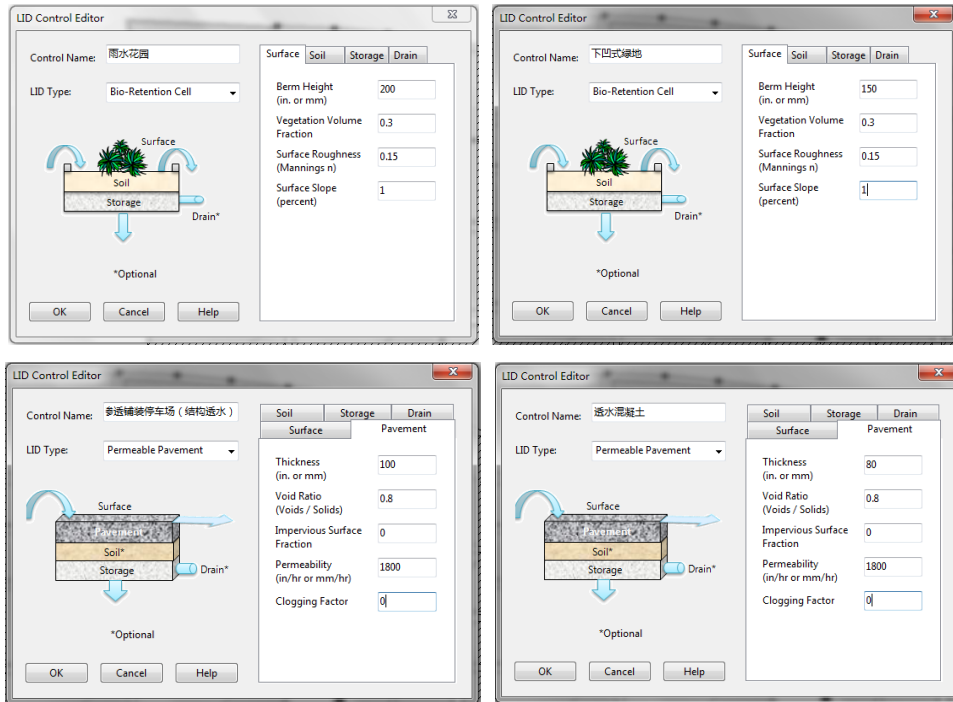 LID Control Editor
Control Name: 雨水花园
LID Type: Bio-Retention Cell
Surface
Soil
Storage
Drain*
*Optional
OK Cancel Help
Surface Soil Storage Drain
Berm Height
(in. or mm)
200
Vegetation Volume
Fraction
0.3
Surface Roughness
(Mannings n)
0.15
Surface Slope
(percent)
1
LID Control Editor
Control Name: 下凹式绿地
LID Type: Bio-Retention Cell
Surface
Soil
Storage
Drain*
*Optional
OK Cancel Help
Surface Soil Storage Drain
Berm Height
(in. or mm)
150
Vegetation Volume
Fraction
0.3
Surface Roughness
(Mannings n)
0.15
Surface Slope
(percent)
1
LID Control Editor
Control Name: 参透铺装停车场（结构透水）
LID Type: Permeable Pavement
Surface
Pavement
Soil*
Storage
Drain*
*Optional
OK Cancel Help
Soil Storage Drain
Surface Pavement
Thickness
(in. or mm)
100
Void Ratio
(Voids / Solids)
0.8
Impervious Surface
Fraction
0
Permeability
(in/hr or mm/hr)
1800
Clogging Factor
0
LID Control Editor
Control Name: 透水混凝土
LID Type: Permeable Pavement
Surface
Pavement
Soil*
Storage
Drain*
*Optional
OK Cancel Help
Soil Storage Drain
Surface Pavement
Thickness
(in. or mm)
80
Void Ratio
(Voids / Solids)
0.8
Impervious Surface
Fraction
0
Permeability
(in/hr or mm/hr)
1800
Clogging Factor
0